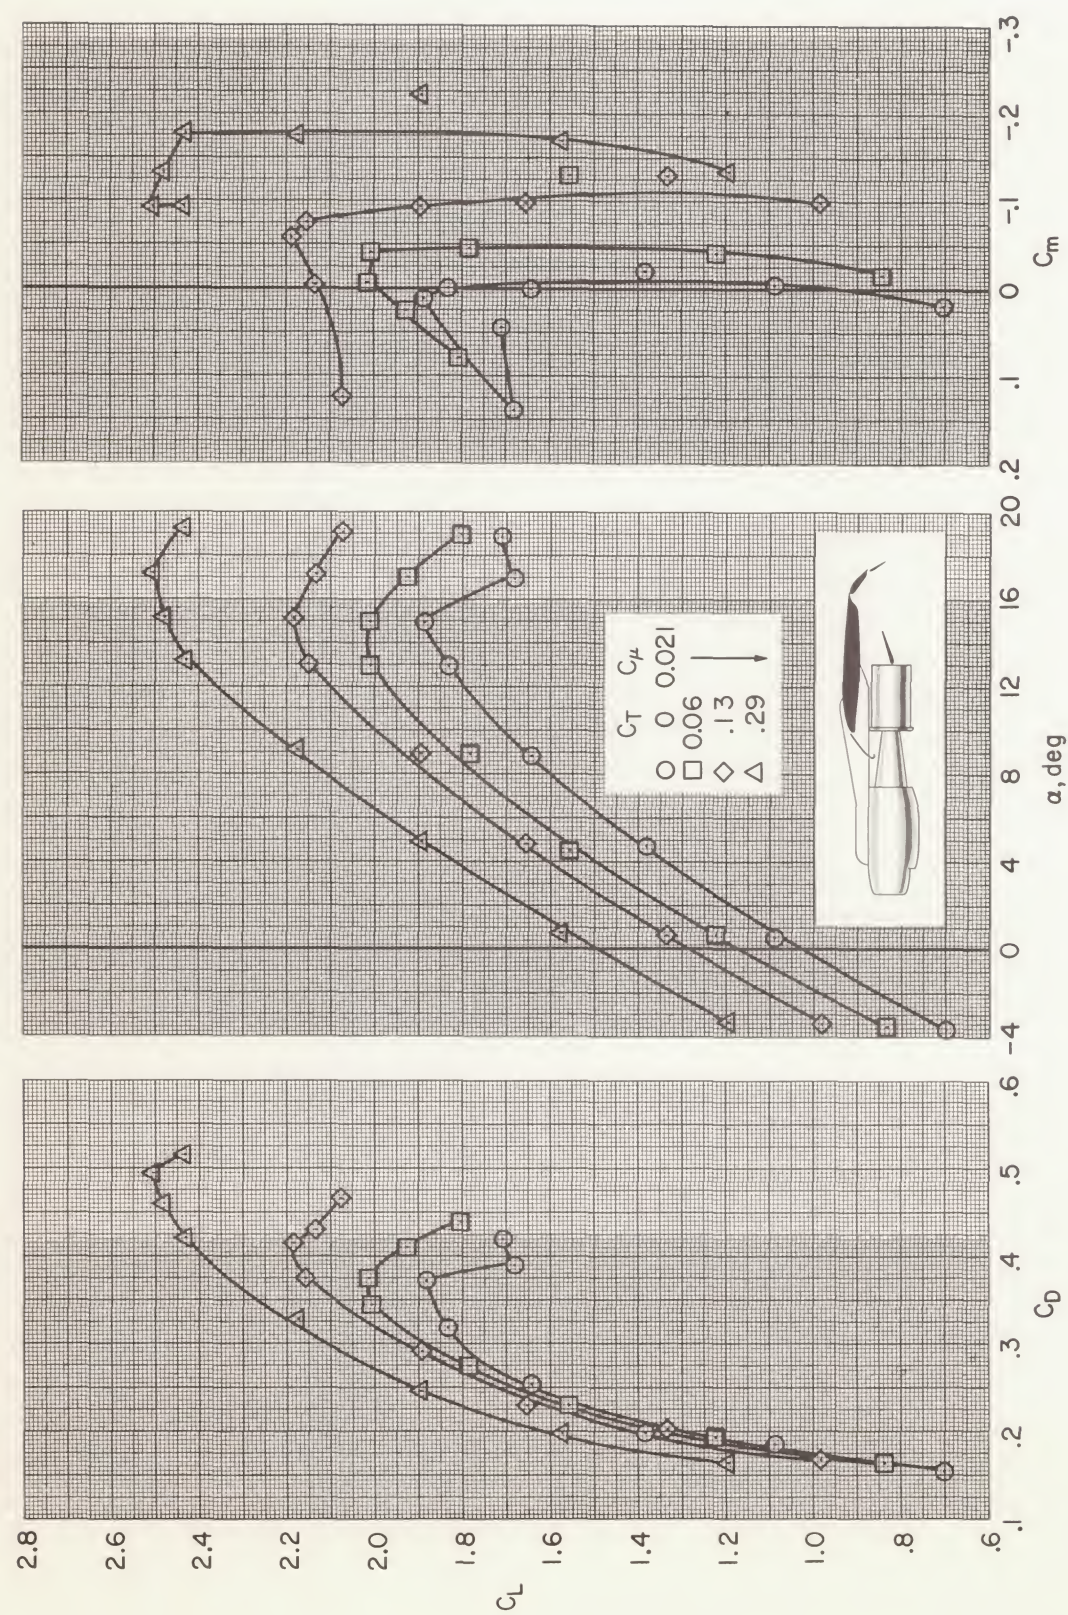 2.8
2.6
2.4
2.2
2.0
1.8
1.6
1.4
1.2
1.0
.8
.6
C_L
.1 .2 .3 .4 .5 .6
C_D
-4 0 4 8 12 16 20
α, deg
.2 .1 0 -.1 -.2 -.3
C_m
C_T C_μ
○ 0 0.021
□ 0.06
◇ .13
△ .29